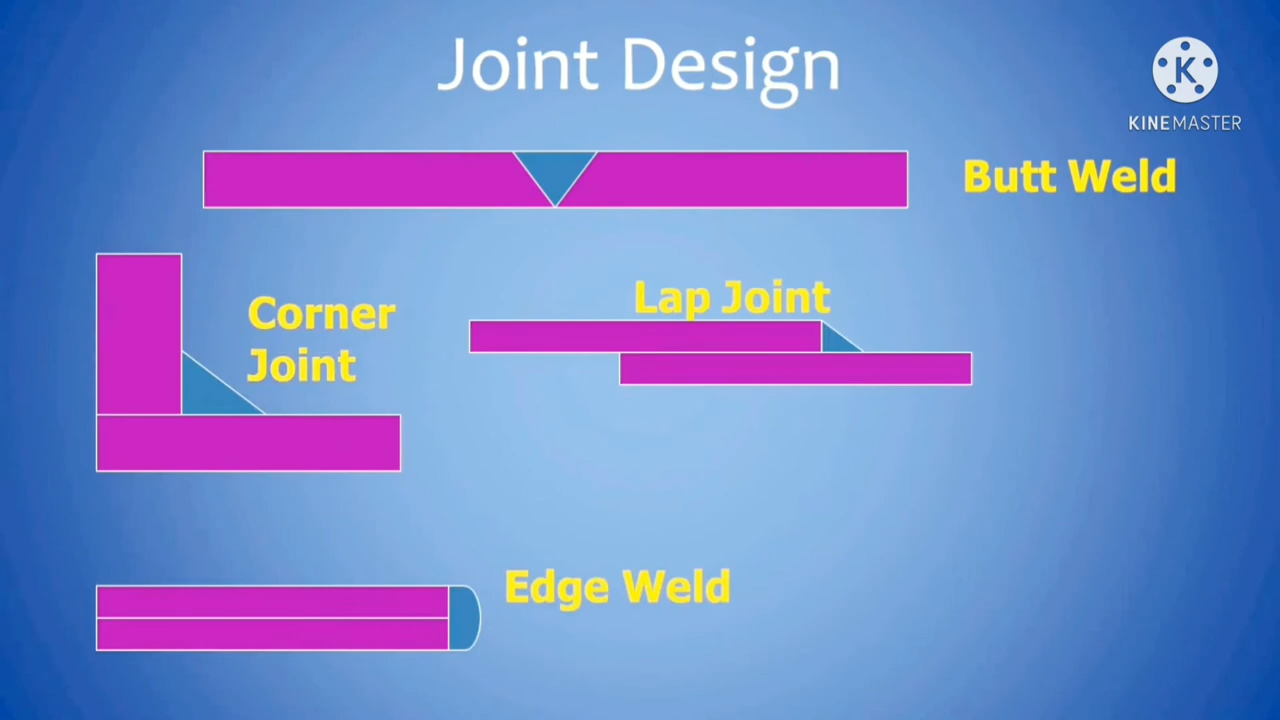 Joint Design
K
KINEMASTER
Butt Weld
Corner
Joint
Lap Joint
Edge Weld